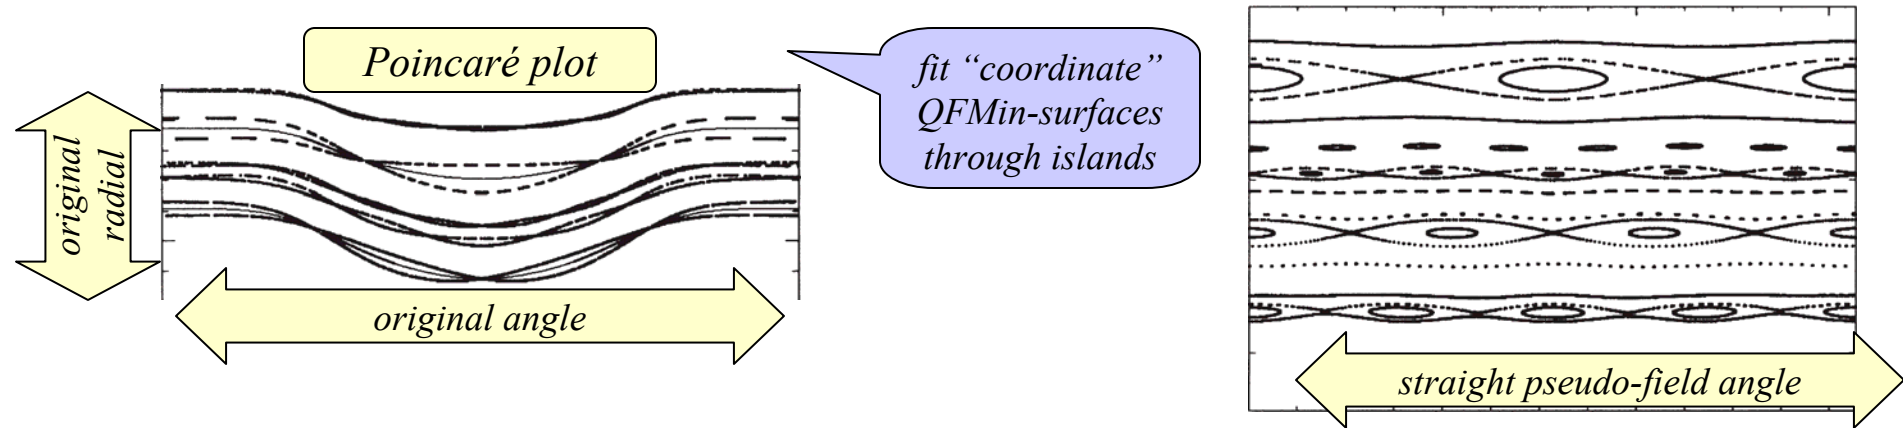 Poincaré plot
original
radial
original angle
fit “coordinate”
QFMin-surfaces
through islands
straight pseudo-field angle